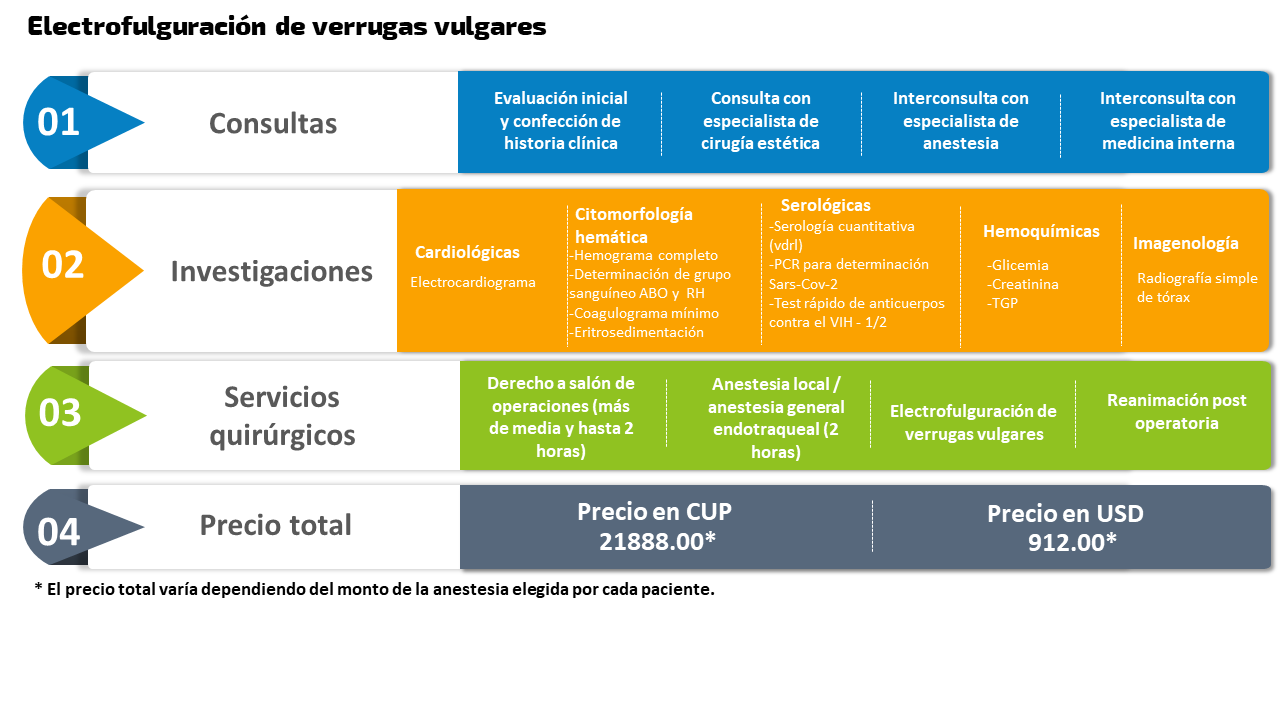 Electrofulguración de verrugas vulgares
01
Consultas
Evaluación inicial
y confección de
historia clínica
Consulta con
especialista de
cirugía estética
Interconsulta con
especialista de
anestesia
Interconsulta con
especialista de
medicina interna
02
Investigaciones
Cardiológicas
Electrocardiograma
Citomorfología
hemática
-Hemograma completo
-Determinación de grupo
sanguíneo ABO y RH
-Coagulograma mínimo
-Eritrosedimentación
Serológicas
-Serología cuantitativa
(vdrl)
-PCR para determinación
Sars-Cov-2
-Test rápido de anticuerpos
contra el VIH - 1/2
Hemoquímicas
-Glicemia
-Creatinina
-TGP
Imagenología
Radiografía simple
de tórax
03
Servicios
quirúrgicos
Derecho a salón de
operaciones (más
de media y hasta 2
horas)
Anestesia local /
anestesia general
endotraqueal (2
horas)
Electrofulguración de
verrugas vulgares
Reanimación post
operatoria
04
Precio total
Precio en CUP
21888.00*
Precio en USD
912.00*
* El precio total varía dependiendo del monto de la anestesia elegida por cada paciente.